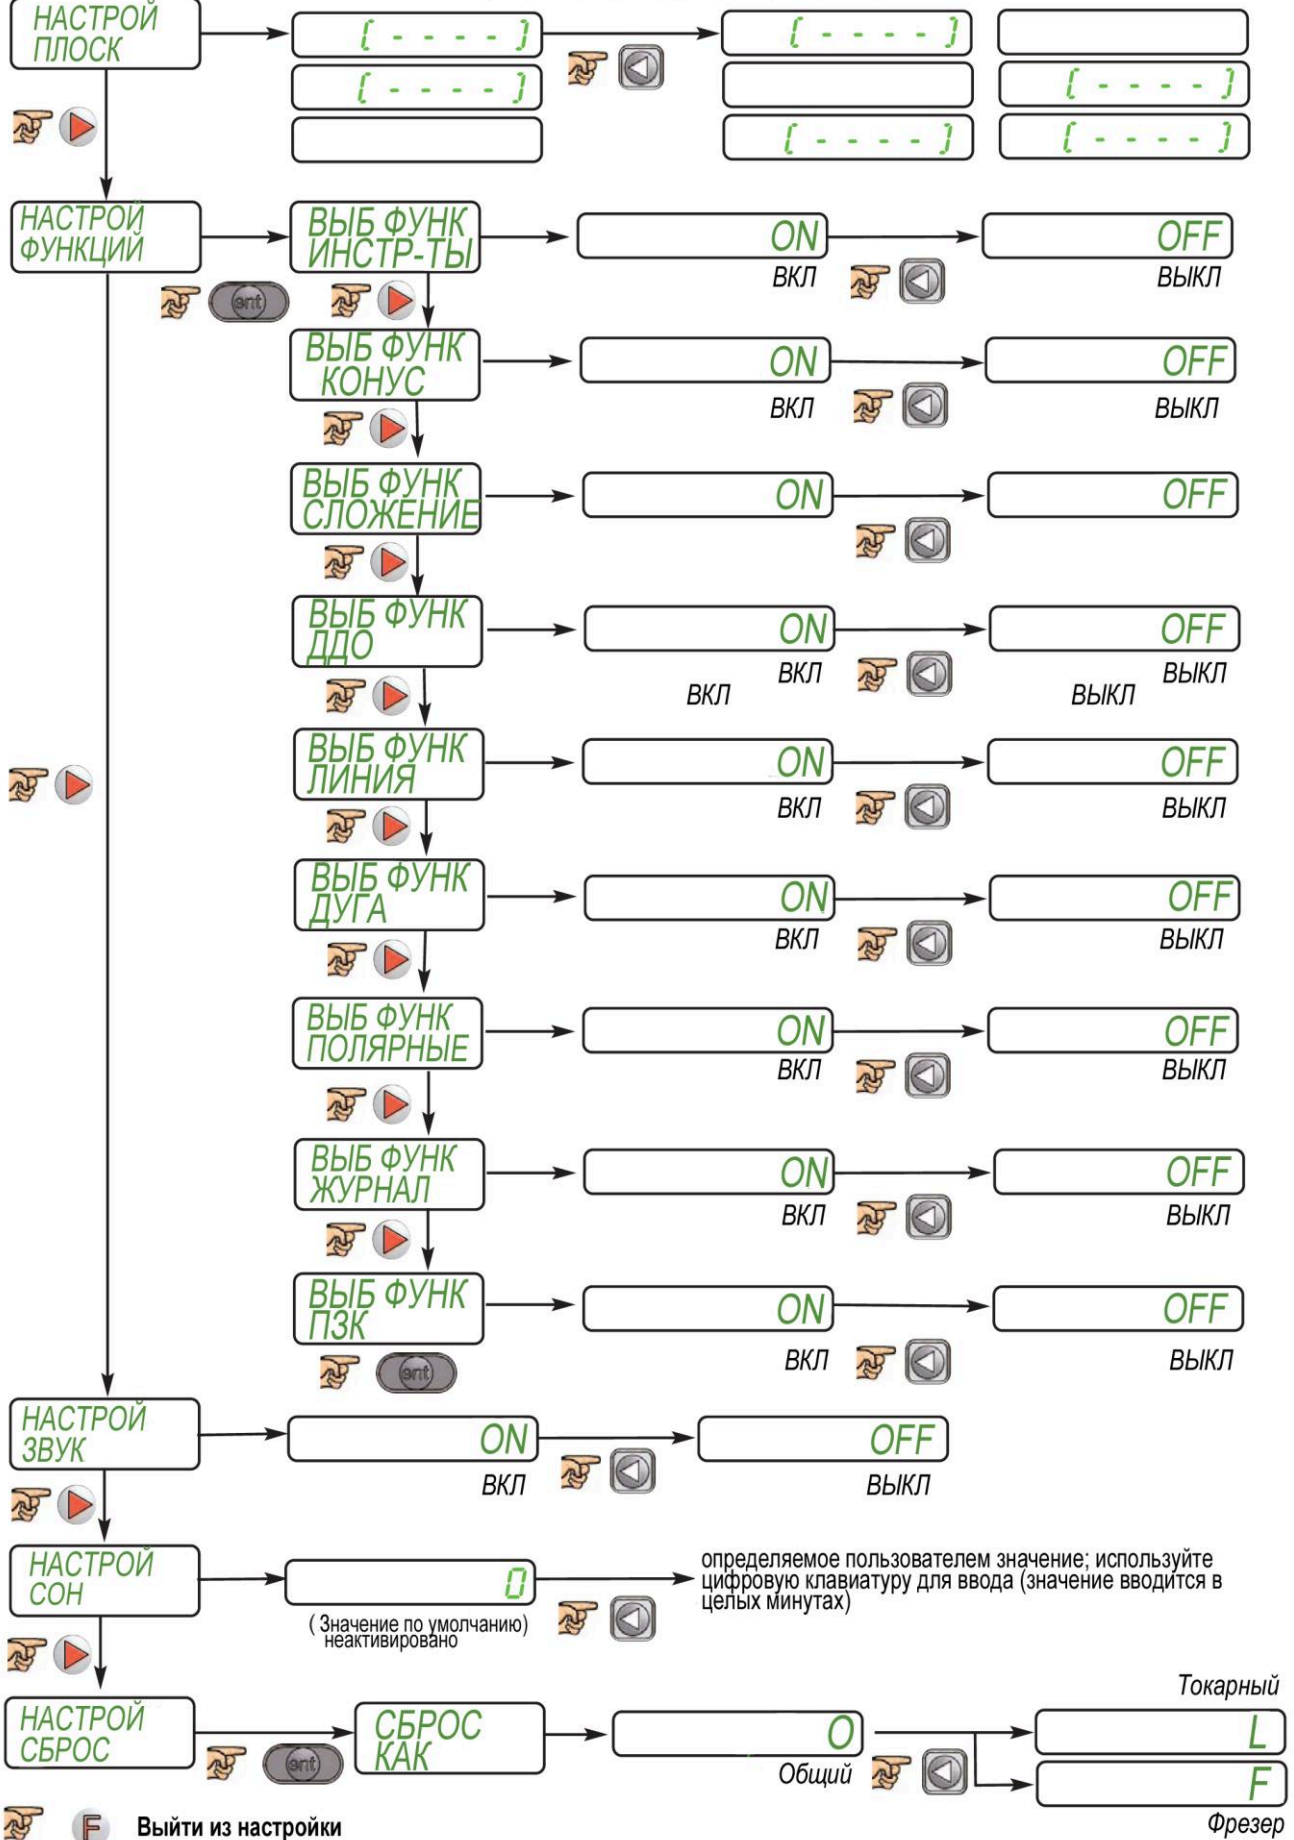 НАСТРОЙ
ПЛОСК
[ - - - - ]
[ - - - - ]
[ - - - - ]
[ - - - - ]
[ - - - - ]
[ - - - - ]
НАСТРОЙ
ФУНКЦИЙ
ent
ВЫБ ФУНК
ИНСТР-ТЫ
ON
ВКЛ
OFF
ВЫКЛ
ВЫБ ФУНК
КОНУС
ON
ВКЛ
OFF
ВЫКЛ
ВЫБ ФУНК
СЛОЖЕНИЕ
ON
OFF
ВЫБ ФУНК
ДДО
ON
ВКЛ
ВКЛ
OFF
ВЫКЛ
ВЫКЛ
ВЫБ ФУНК
ЛИНИЯ
ON
ВКЛ
OFF
ВЫКЛ
ВЫБ ФУНК
ДУГА
ON
ВКЛ
OFF
ВЫКЛ
ВЫБ ФУНК
ПОЛЯРНЫЕ
ON
ВКЛ
OFF
ВЫКЛ
ВЫБ ФУНК
ЖУРНАЛ
ON
ВКЛ
OFF
ВЫКЛ
ВЫБ ФУНК
ПЗК
ent
ON
ВКЛ
OFF
ВЫКЛ
НАСТРОЙ
ЗВУК
ON
ВКЛ
OFF
ВЫКЛ
НАСТРОЙ
СОН
0
( Значение по умолчанию)
неактивировано
определяемое пользователем значение; используйте
цифровую клавиатуру для ввода (значение вводится в
целых минутах)
НАСТРОЙ
СБРОС
ent
СБРОС
КАК
O
Общий
Токарный
L
F
Фрезер
F Выйти из настройки